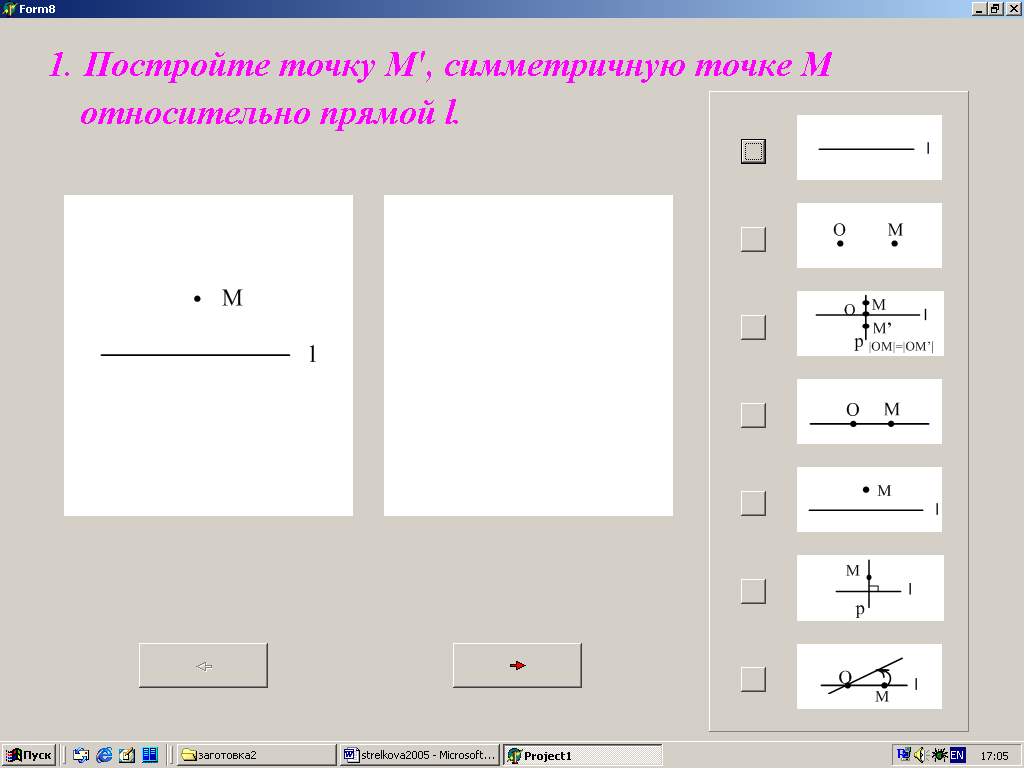 Form8
1. Постройте точку M', симметричную точке M
относительно прямой l.
l
O M
O M l
M’
p |OM|=|OM’|
O M
M l
M l
p
O l
M
M
l
Пуск заготовка2 strelkova2005 - Microsoft... Project1 EN 17:05